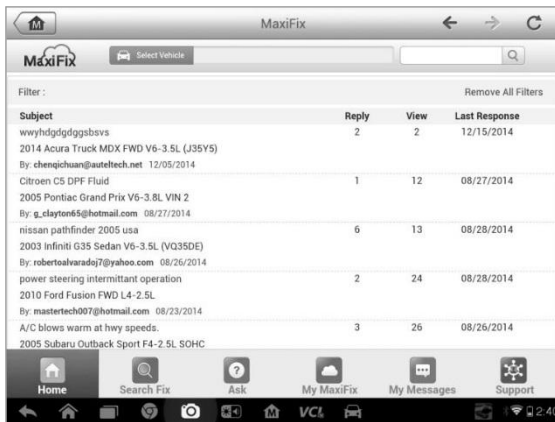 MaxiFix
MaxiFix
Select Vehicle
Filter :
Remove All Filters
Subject Reply View Last Response
wwyhdgdgdggsbsvs 2 2 12/15/2014
2014 Acura Truck MDX FWD V6-3.5L (J35Y5)
By: chenqichuan@auteltech.net 12/05/2014
Citroen C5 DPF Fluid 1 12 08/27/2014
2005 Pontiac Grand Prix V6-3.8L VIN 2
By: g_clayton65@hotmail.com 08/27/2014
nissan pathfinder 2005 usa 6 13 08/28/2014
2003 Infiniti G35 Sedan V6-3.5L (VQ35DE)
By: robertoalvaradoj7@yahoo.com 08/26/2014
power steering intermittant operation 2 24 08/28/2014
2010 Ford Fusion FWD L4-2.5L
By: mastertech007@hotmail.com 08/23/2014
A/C blows warm at hwy speeds. 3 26 08/26/2014
2005 Subaru Outback Sport F4-2.5L SOHC
Home Search Fix Ask My MaxiFix My Messages Support
VCI 2:40